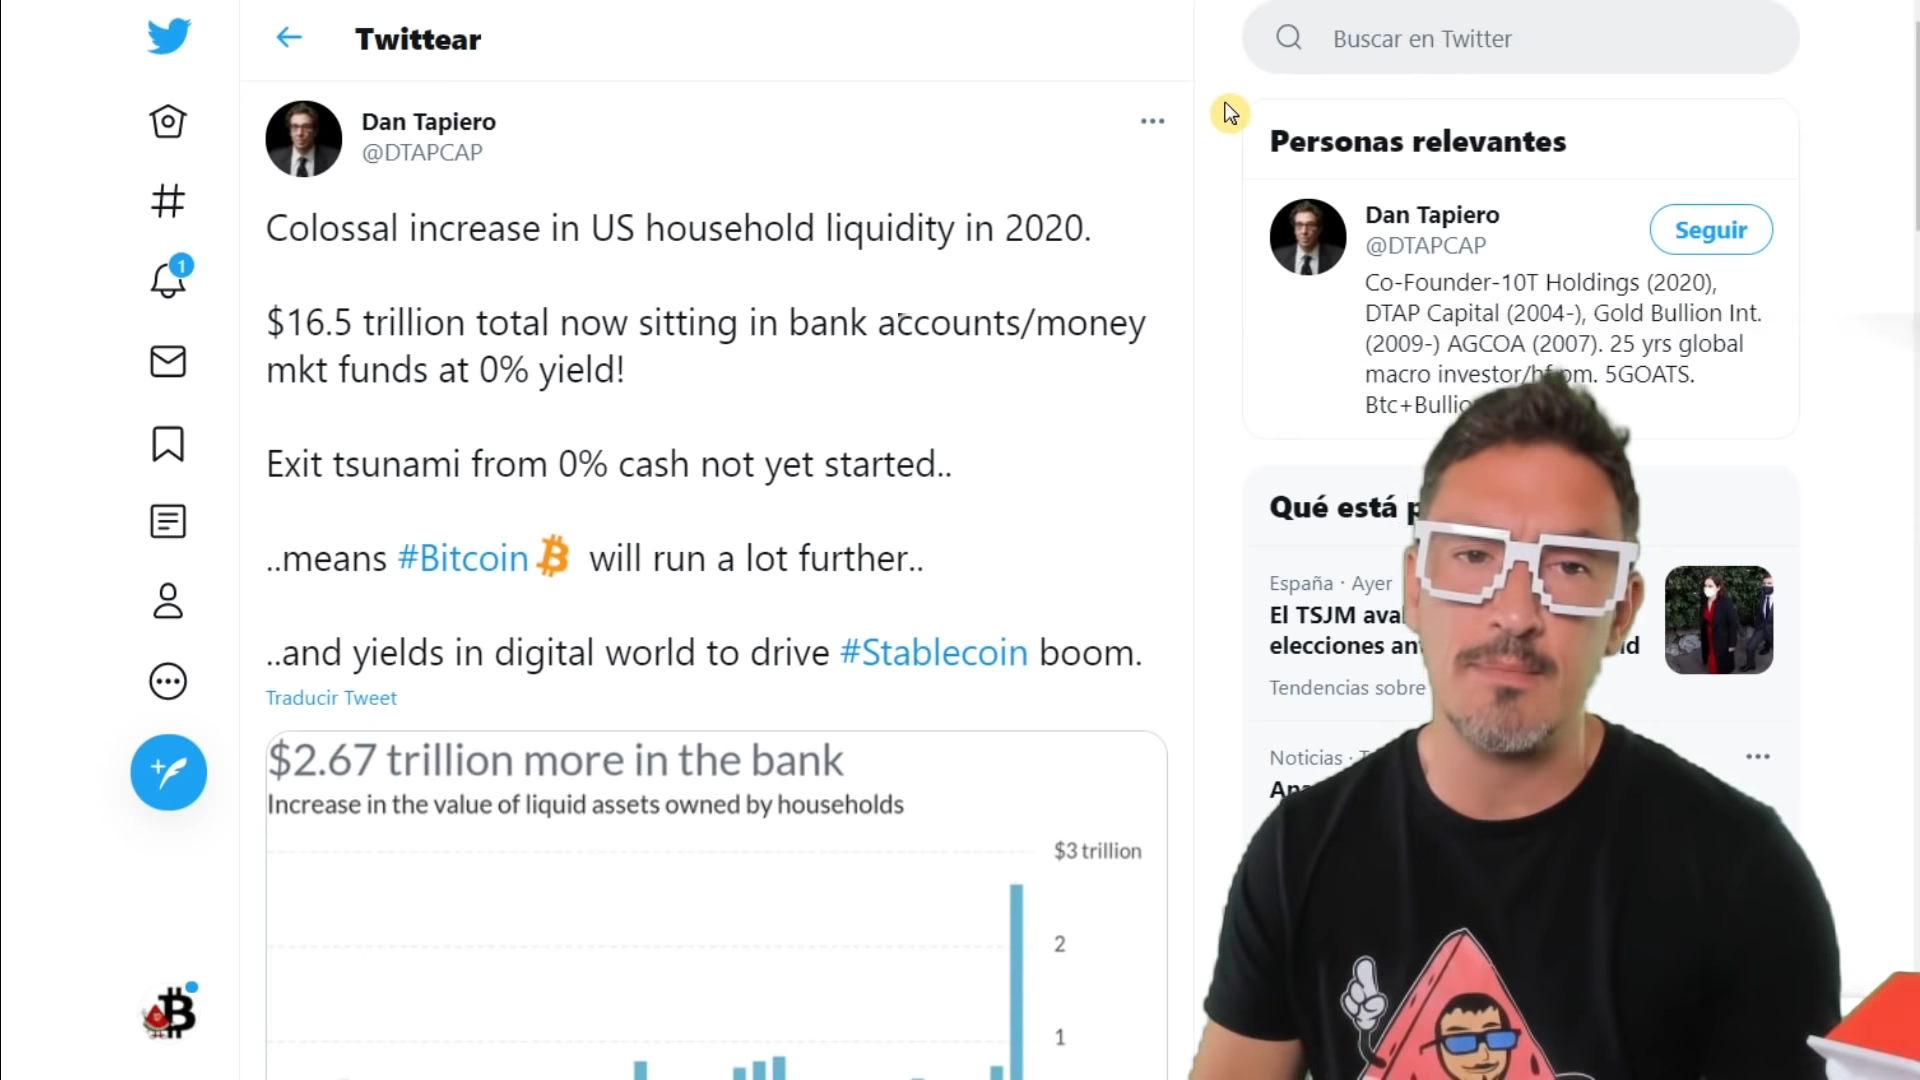 Twittear
Buscar en Twitter
Dan Tapiero
@DTAPCAP
Colossal increase in US household liquidity in 2020.
$16.5 trillion total now sitting in bank accounts/money
mkt funds at 0% yield!
Exit tsunami from 0% cash not yet started..
..means #Bitcoin will run a lot further..
..and yields in digital world to drive #Stablecoin boom.
Traducir Tweet
$2.67 trillion more in the bank
Increase in the value of liquid assets owned by households
$3 trillion
2
1
Personas relevantes
Dan Tapiero
@DTAPCAP
Seguir
Co-Founder-10T Holdings (2020),
DTAP Capital (2004-), Gold Bullion Int.
(2009-) AGCOA (2007). 25 yrs global
macro investor/hf pm. 5GOATS.
Qué está
España · Ayer
El TSJM
elecciones
Tendencias sobre
Noticias ·
1